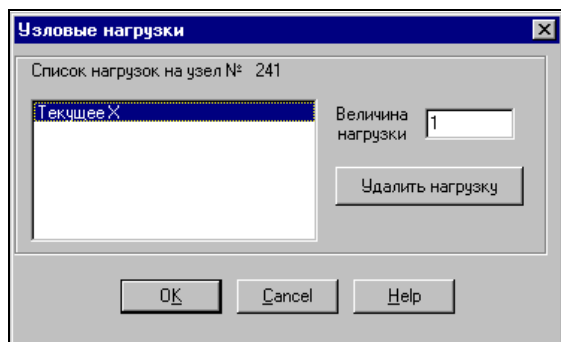 Узловые нагрузки
Список нагрузок на узел № 241
Текущее X
Величина
нагрузки
1
Удалить нагрузку
OK
Cancel
Help